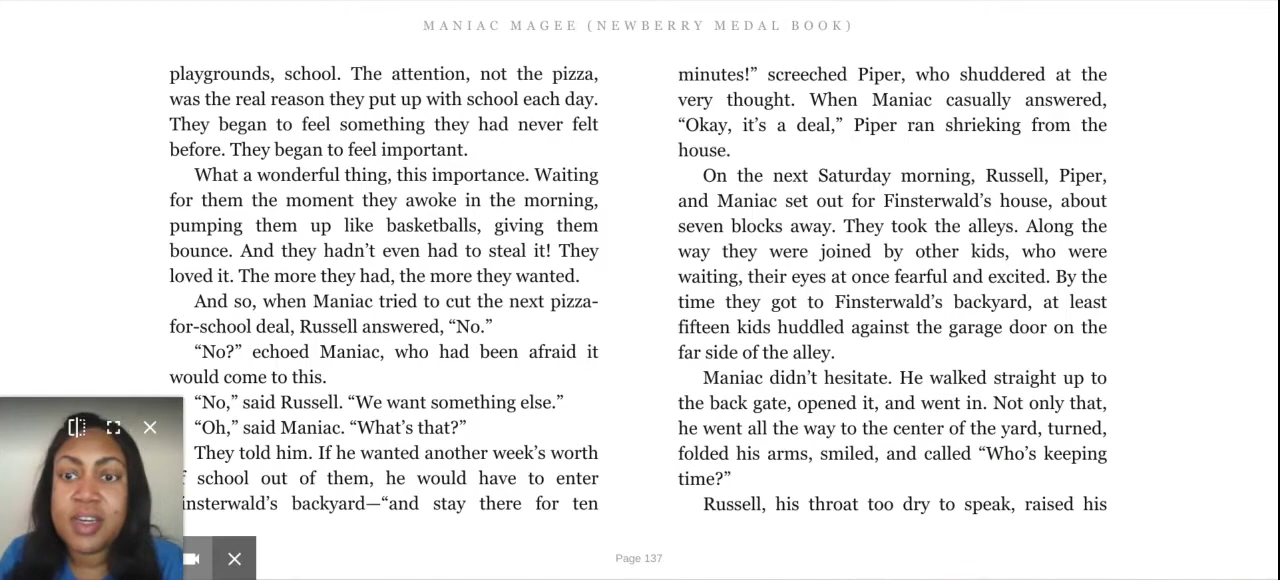 MANIAC MAGEE (NEWBERRY MEDAL BOOK)
playgrounds, school. The attention, not the pizza,
was the real reason they put up with school each day.
They began to feel something they had never felt
before. They began to feel important.
What a wonderful thing, this importance. Waiting
for them the moment they awoke in the morning,
pumping them up like basketballs, giving them
bounce. And they hadn’t even had to steal it! They
loved it. The more they had, the more they wanted.
And so, when Maniac tried to cut the next pizza-
for-school deal, Russell answered, “No.”
“No?” echoed Maniac, who had been afraid it
would come to this.
“No,” said Russell. “We want something else.”
“Oh,” said Maniac. “What’s that?”
They told him. If he wanted another week’s worth
school out of them, he would have to enter
insterwald’s backyard—“and stay there for ten
minutes!” screeched Piper, who shuddered at the
very thought. When Maniac casually answered,
“Okay, it’s a deal,” Piper ran shrieking from the
house.
On the next Saturday morning, Russell, Piper,
and Maniac set out for Finsterwald’s house, about
seven blocks away. They took the alleys. Along the
way they were joined by other kids, who were
waiting, their eyes at once fearful and excited. By the
time they got to Finsterwald’s backyard, at least
fifteen kids huddled against the garage door on the
far side of the alley.
Maniac didn’t hesitate. He walked straight up to
the back gate, opened it, and went in. Not only that,
he went all the way to the center of the yard, turned,
folded his arms, smiled, and called “Who’s keeping
time?”
Russell, his throat too dry to speak, raised his
Page 137